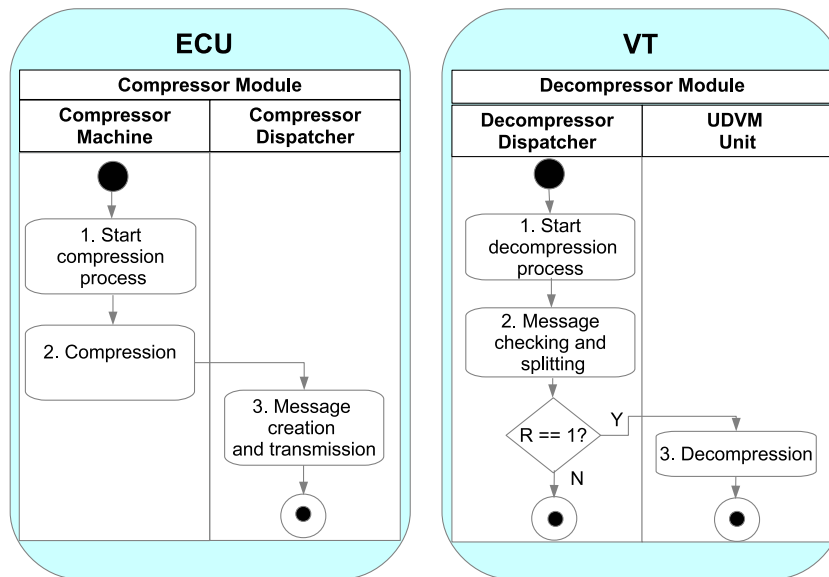 ECU
Compressor Module
Compressor
Machine
Compressor
Dispatcher
1. Start
compression
process
2. Compression
3. Message
creation
and transmission
VT
Decompressor Module
Decompressor
Dispatcher
UDVM
Unit
1. Start
decompression
process
2. Message
checking and
splitting
R == 1?
Y
N
3. Decompression